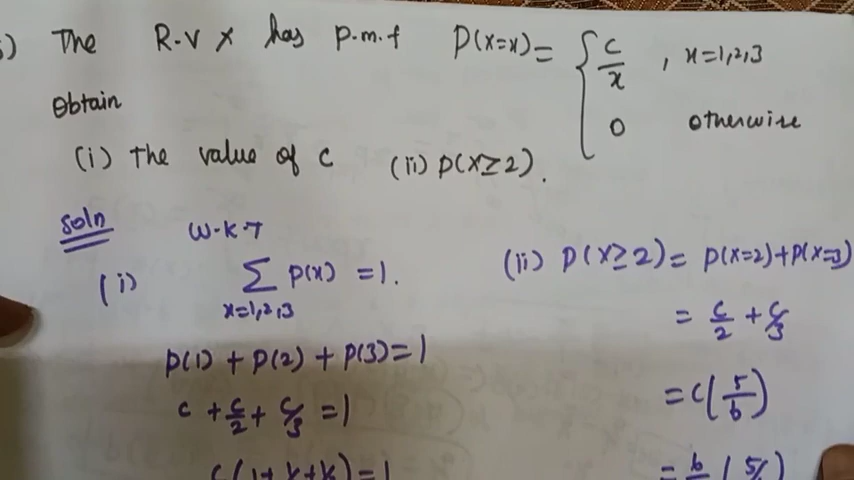 The R.V X has p.m.f P(X=x)= { c/x , x=1,2,3
0 otherwise
Obtain
(i) The value of c (ii) P(X≥2).
Soln W.K.T
(i) Σ P(x) =1.
x=1,2,3
P(1) + P(2) + P(3)=1
c + c/2 + c/3 =1
(ii) P(X≥2)= P(X=2)+P(X=3)
= c/2 + c/3
= c(5/6)